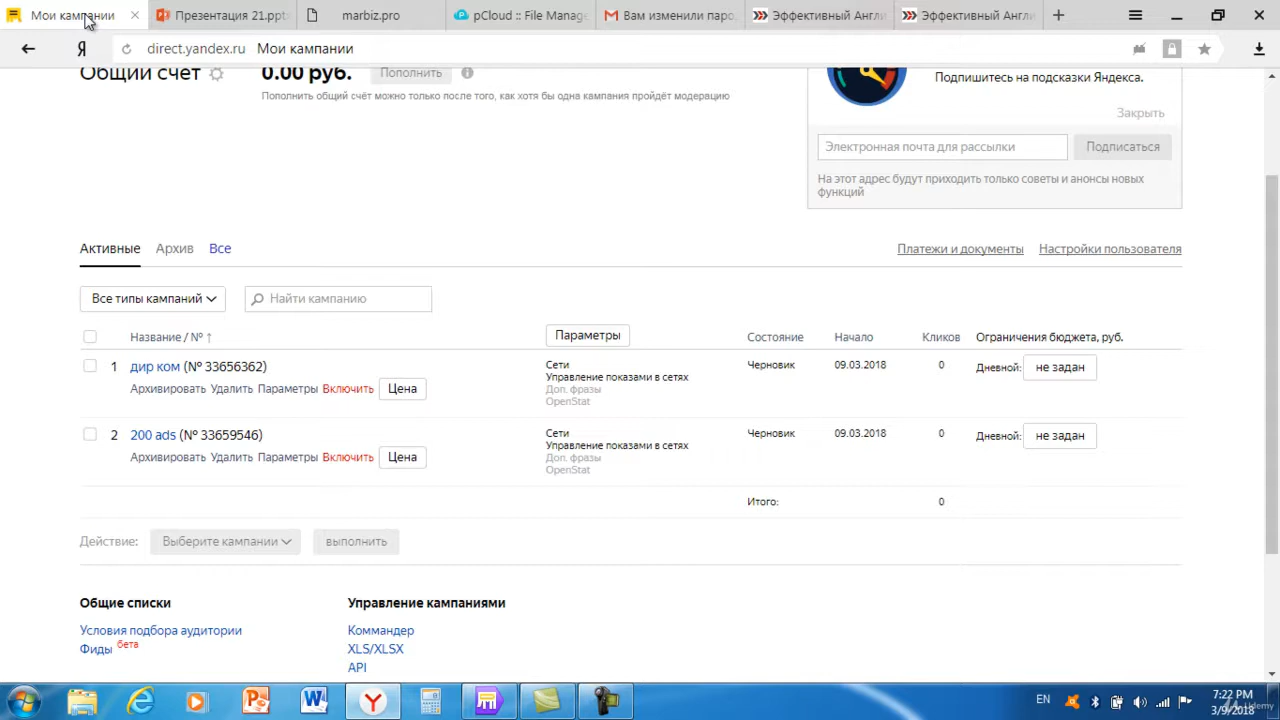 Мои кампании
Презентация 21.ppt
marbiz.pro
pCloud :: File Mana
Вам изменили паро
Эффективный Англи
Эффективный Англи
Я
direct.yandex.ru Мои кампании
Общий счёт 0.00 руб. Пополнить
Пополнить общий счёт можно только после того, как хотя бы одна кампания пройдёт модерацию
Подпишитесь на подсказки Яндекса.
Закрыть
Электронная почта для рассылки Подписаться
На этот адрес будут приходить только советы и анонсы новых
функций
Активные Архив Все Платежи и документы Настройки пользователя
Все типы кампаний Найти кампанию
Название / № ↑ Параметры Состояние Начало Кликов Ограничения бюджета, руб.
1 дир ком (№ 33656362) Сети Черновик 09.03.2018 0 Дневной: не задан
Управление показами в сетях
Архивировать Удалить Параметры Включить Цена Доп. фразы
OpenStat
2 200 ads (№ 33659546) Сети Черновик 09.03.2018 0 Дневной: не задан
Управление показами в сетях
Архивировать Удалить Параметры Включить Цена Доп. фразы
OpenStat
Итого: 0
Действие: Выберите кампании выполнить
Общие списки Управление кампаниями
Условия подбора аудитории Коммандер
Фиды бета XLS/XLSX
API
EN 7:22 PM
3/9/2018
Udemy